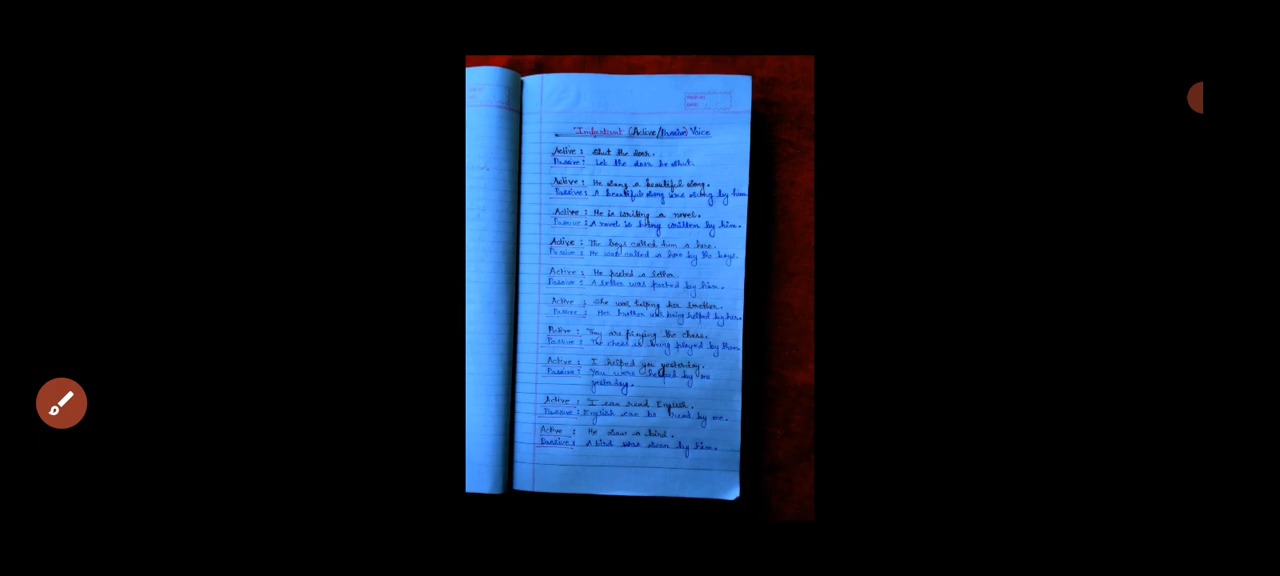 "Important" (Active/Passive) Voice
Active : Shut the door.
Passive : Let the door be shut.
Active : He sang a beautiful song.
Passive : A beautiful song was sung by him
Active : He is writing a novel.
Passive : A novel is being written by him.
Active : The boys called him a hero.
Passive : He was called a hero by the boys.
Active : He posted a letter
Passive : A letter was posted by him.
Active : She was helping her brother.
Passive : Her brother was being helped by her.
Active : They are playing the chess.
Passive : The chess is being played by them
Active : I helped you yesterday.
Passive : You were helped by me
yesterday.
Active : I can read English.
Passive : English can be read by me.
Active : He saw a bird.
Passive : A bird was seen by him.